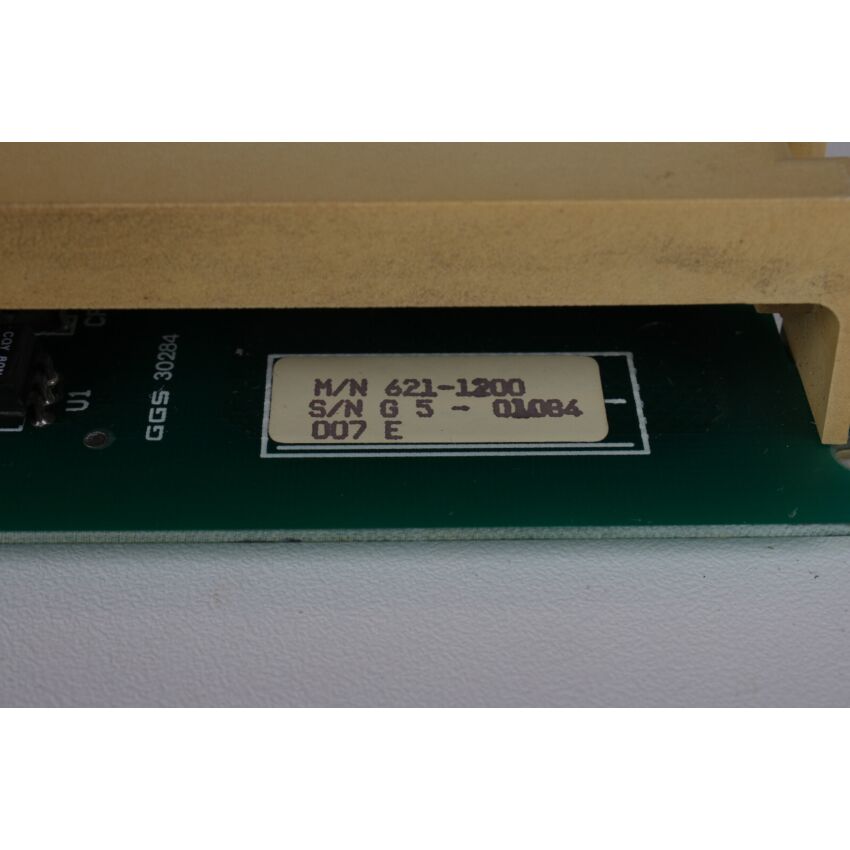 GGS 30284
U1
M/N 621-1200
S/N G 5 - 01084
007 E